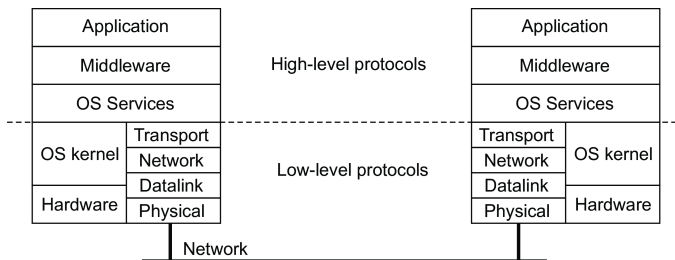 Application
Middleware
OS Services
OS kernel
Hardware
Transport
Network
Datalink
Physical
High-level protocols
Low-level protocols
Application
Middleware
OS Services
Transport
Network
Datalink
Physical
OS kernel
Hardware
Network